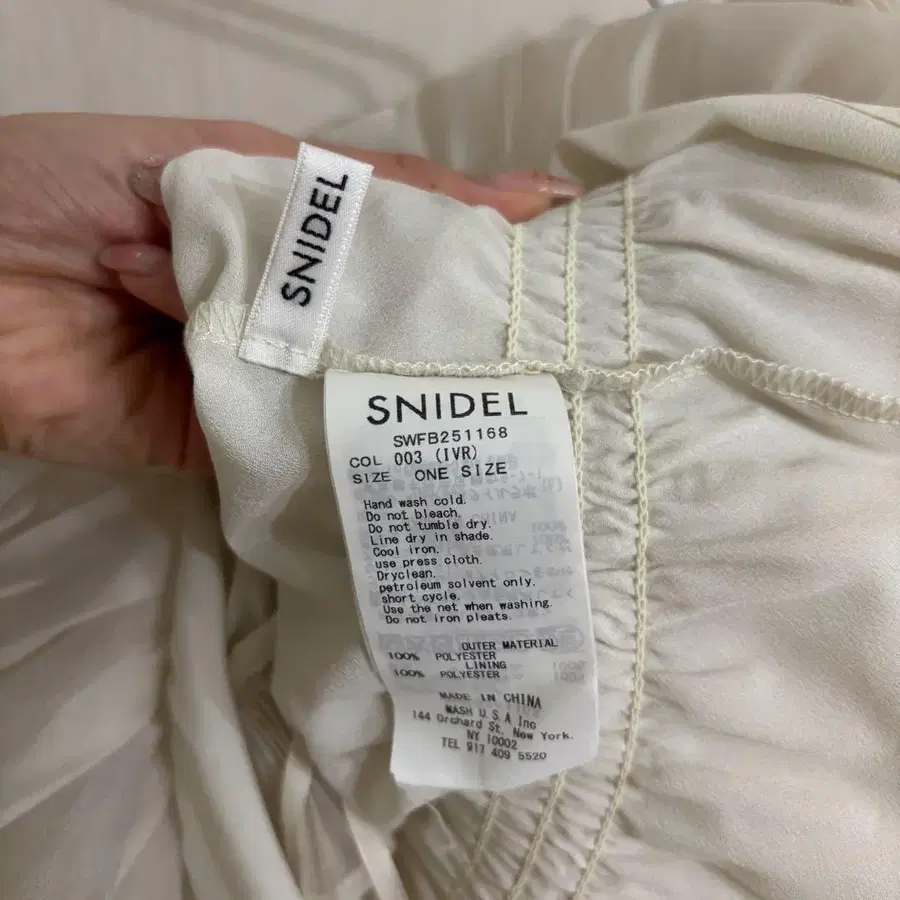 SNIDEL
SNIDEL
SWFB251168
COL 003 (IVR)
SIZE ONE SIZE
Hand wash cold.
Do not bleach.
Do not tumble dry.
Line dry in shade.
Cool iron.
use press cloth.
Dryclean.
petroleum solvent only.
short cycle.
Use the net when washing.
Do not iron pleats.
OUTER MATERIAL
100% POLYESTER
LINING
100% POLYESTER
MADE IN CHINA
MASH U.S.A Inc
144 Orchard St, New York.
NY 10002
TEL 917 409 5520